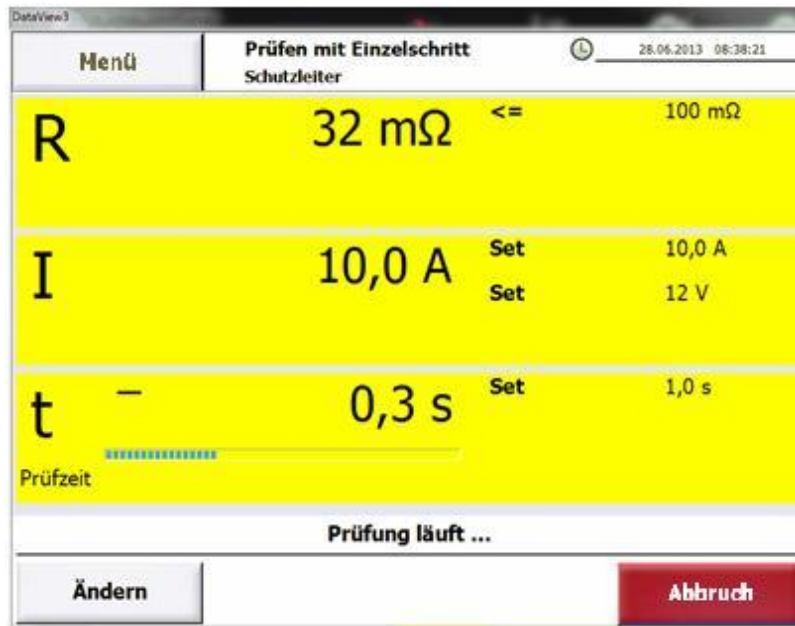 DataView3
Menü
Prüfen mit Einzelschritt
Schutzleiter
28.06.2013 08:38:21
R 32 mΩ <= 100 mΩ
I 10,0 A Set 10,0 A
Set 12 V
t – 0,3 s Set 1,0 s
Prüfzeit
Prüfung läuft ...
Ändern Abbruch